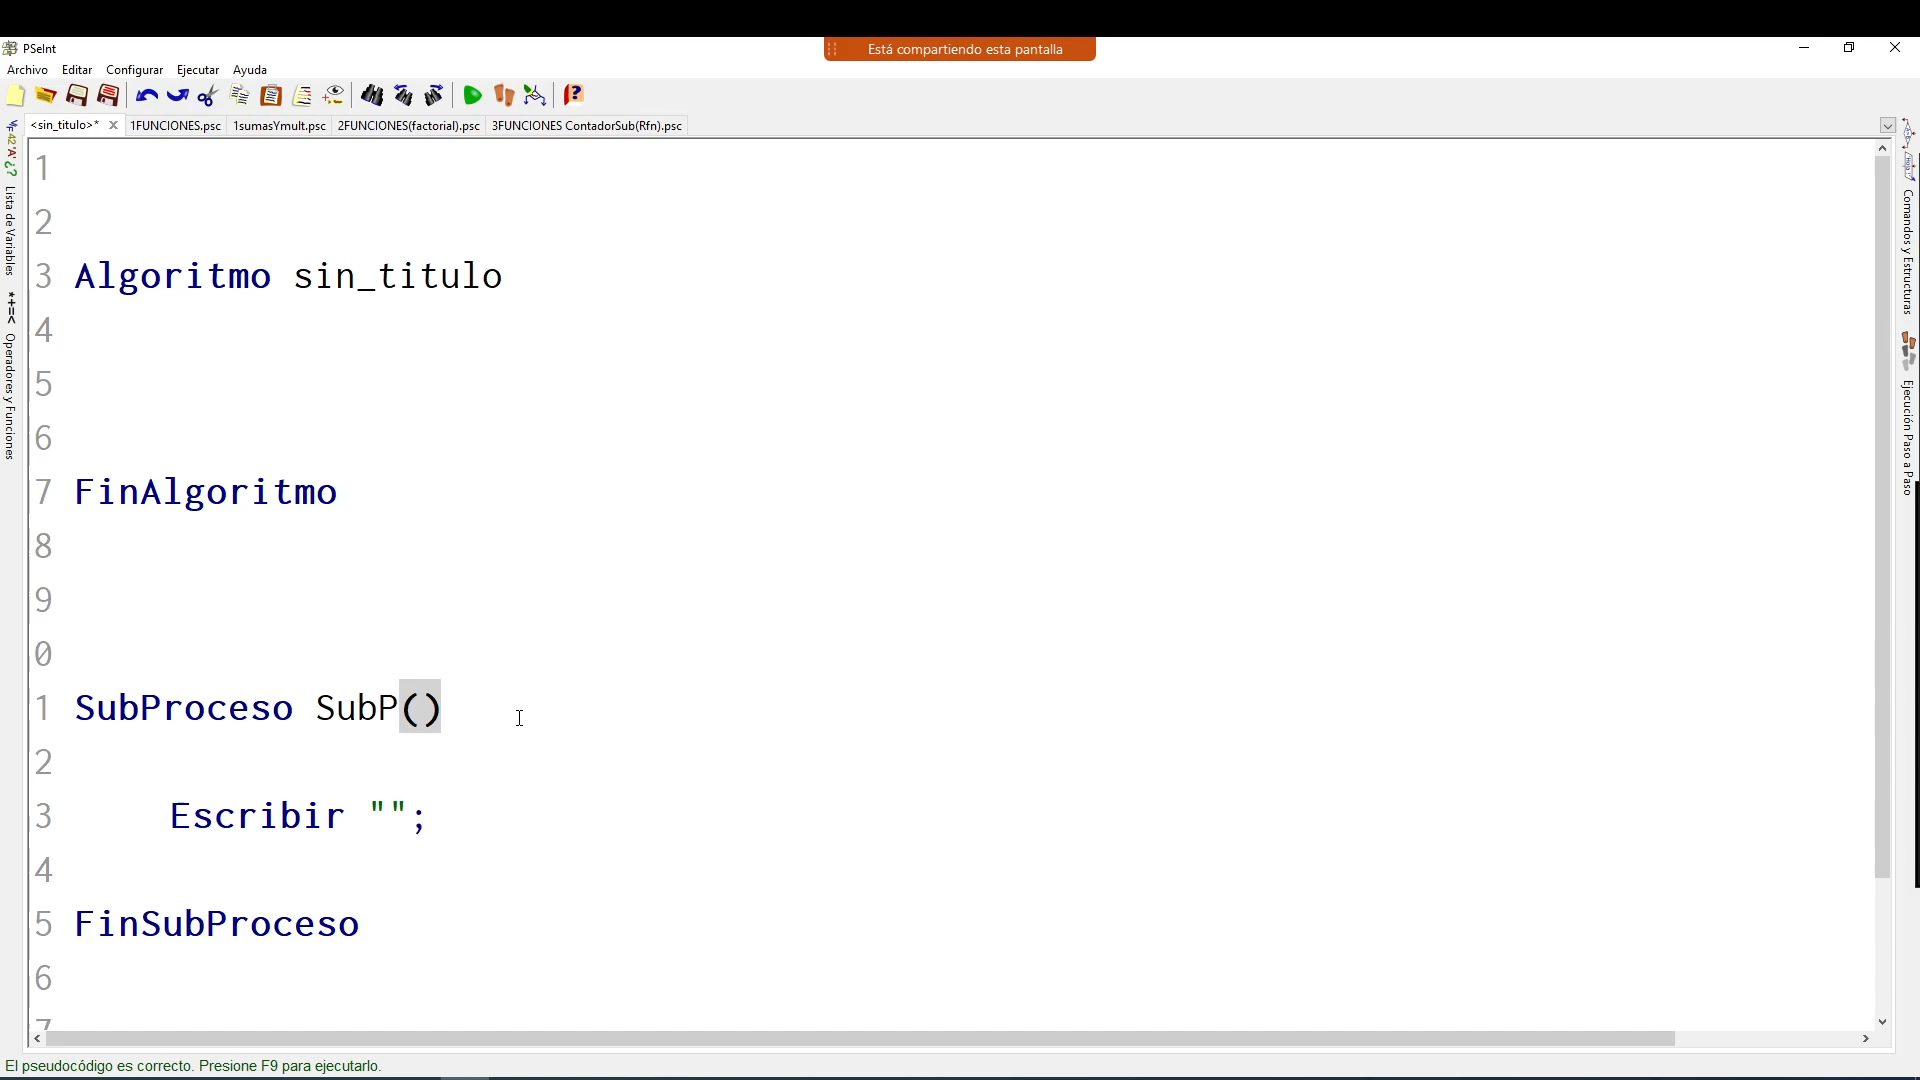 PSeInt
Está compartiendo esta pantalla
Archivo Editar Configurar Ejecutar Ayuda
<sin_titulo>* 1FUNCIONES.psc 1sumasYmult.psc 2FUNCIONES(factorial).psc 3FUNCIONES ContadorSub(Rfn).psc
Lista de Variables
Operadores y Funciones
1
2
3 Algoritmo sin_titulo
4
5
6
7 FinAlgoritmo
8
9
0
1 SubProceso SubP()
2
3 Escribir "";
4
5 FinSubProceso
6
7
Comandos y Estructuras
Ejecución Paso a Paso
El pseudocódigo es correcto. Presione F9 para ejecutarlo.